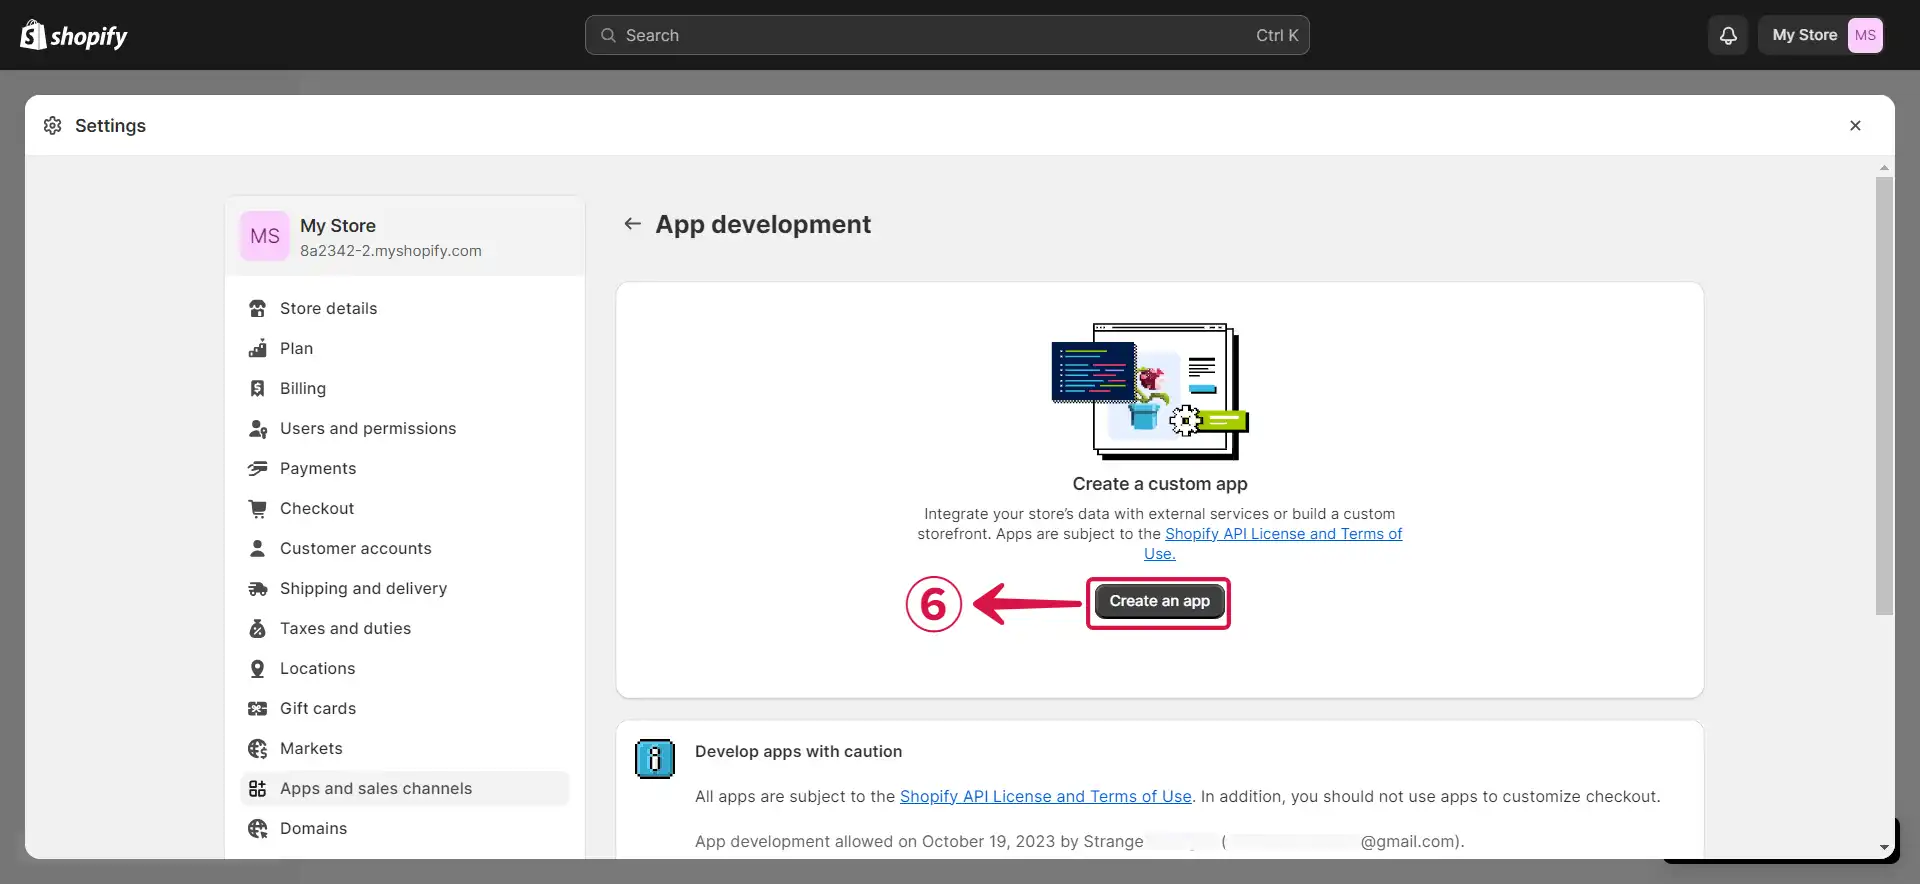 shopify
Search
Ctrl K
My Store
MS
Settings
MS
My Store
8a2342-2.myshopify.com
Store details
Plan
Billing
Users and permissions
Payments
Checkout
Customer accounts
Shipping and delivery
Taxes and duties
Locations
Gift cards
Markets
Apps and sales channels
Domains
App development
Create a custom app
Integrate your store's data with external services or build a custom
storefront. Apps are subject to the Shopify API License and Terms of
Use.
6
Create an app
Develop apps with caution
All apps are subject to the Shopify API License and Terms of Use. In addition, you should not use apps to customize checkout.
App development allowed on October 19, 2023 by Strange ( @gmail.com).